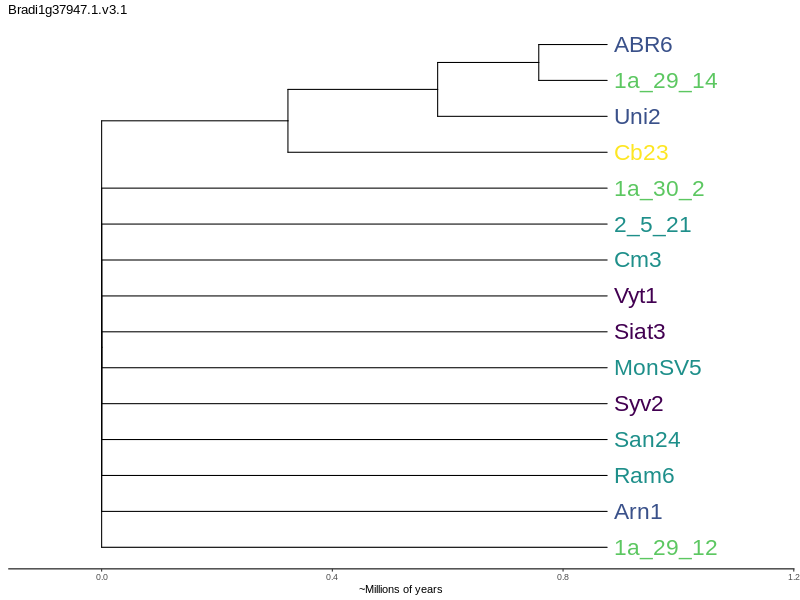 Bradi1g37947.1.v3.1
ABR6
1a_29_14
Uni2
Cb23
1a_30_2
2_5_21
Cm3
Vyt1
Siat3
MonSV5
Syv2
San24
Ram6
Arn1
1a_29_12
0.0 0.4 0.8 1.2
~Millions of years